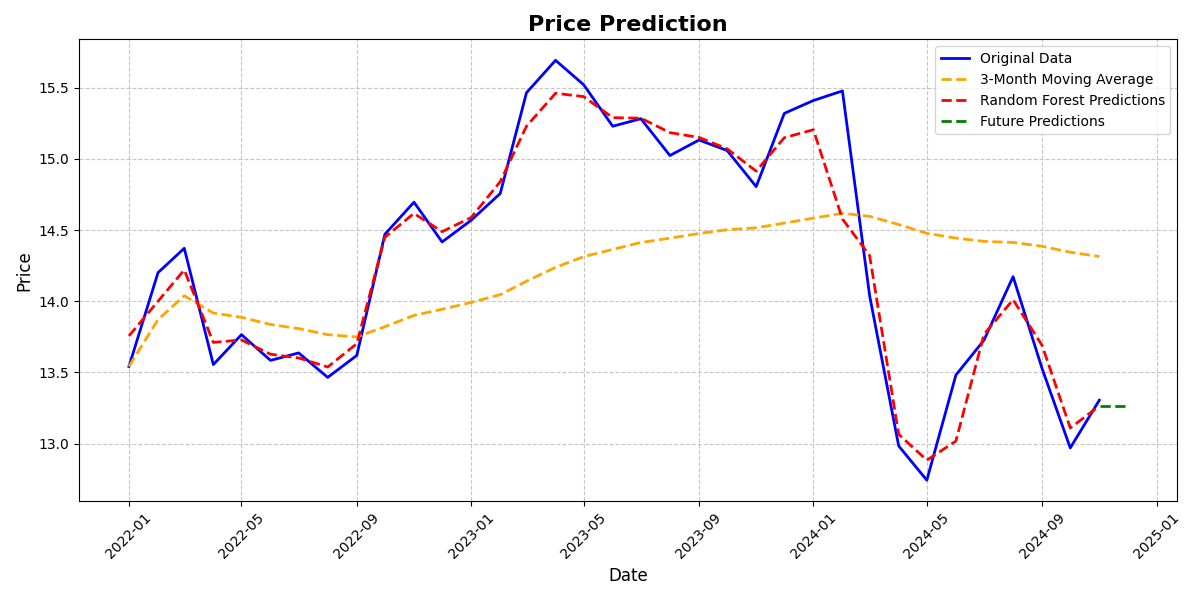 Price Prediction
Original Data
3-Month Moving Average
Random Forest Predictions
Future Predictions
Price
15.5
15.0
14.5
14.0
13.5
13.0
2022-01
2022-05
2022-09
2023-01
2023-05
2023-09
2024-01
2024-05
2024-09
2025-01
Date